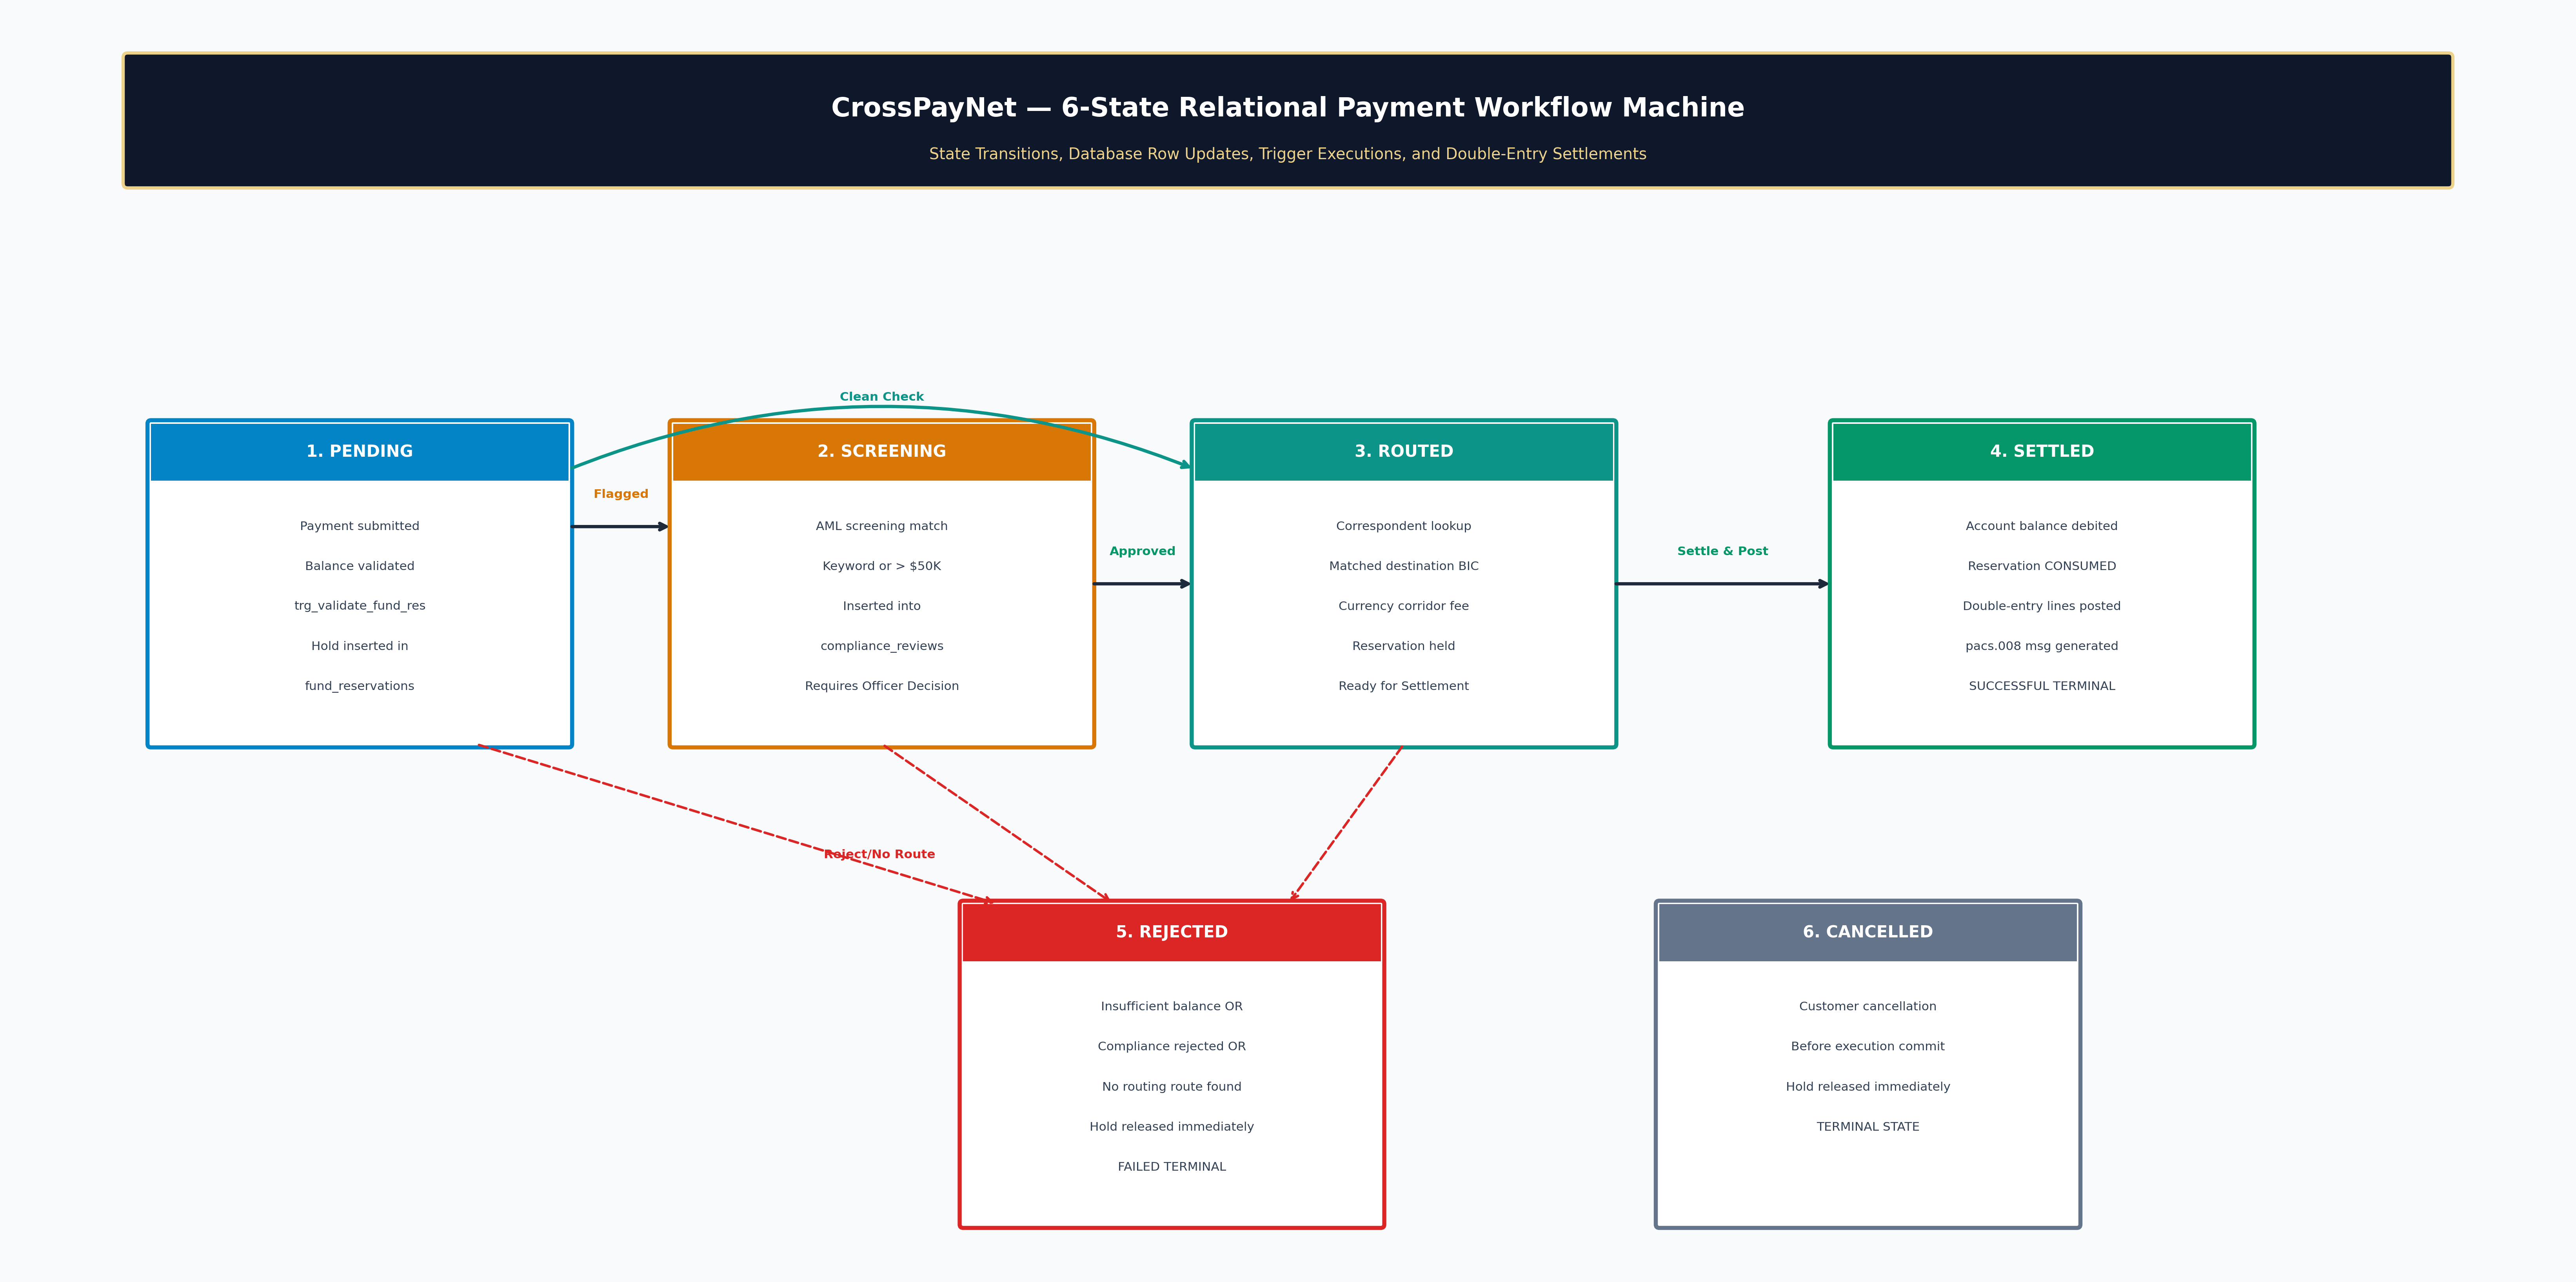 CrossPayNet — 6-State Relational Payment Workflow Machine
State Transitions, Database Row Updates, Trigger Executions, and Double-Entry Settlements
Clean Check
1. PENDING
Payment submitted
Balance validated
trg_validate_fund_res
Hold inserted in
fund_reservations
Flagged
2. SCREENING
AML screening match
Keyword or > $50K
Inserted into
compliance_reviews
Requires Officer Decision
Approved
3. ROUTED
Correspondent lookup
Matched destination BIC
Currency corridor fee
Reservation held
Ready for Settlement
Settle & Post
4. SETTLED
Account balance debited
Reservation CONSUMED
Double-entry lines posted
pacs.008 msg generated
SUCCESSFUL TERMINAL
Reject/No Route
5. REJECTED
Insufficient balance OR
Compliance rejected OR
No routing route found
Hold released immediately
FAILED TERMINAL
6. CANCELLED
Customer cancellation
Before execution commit
Hold released immediately
TERMINAL STATE